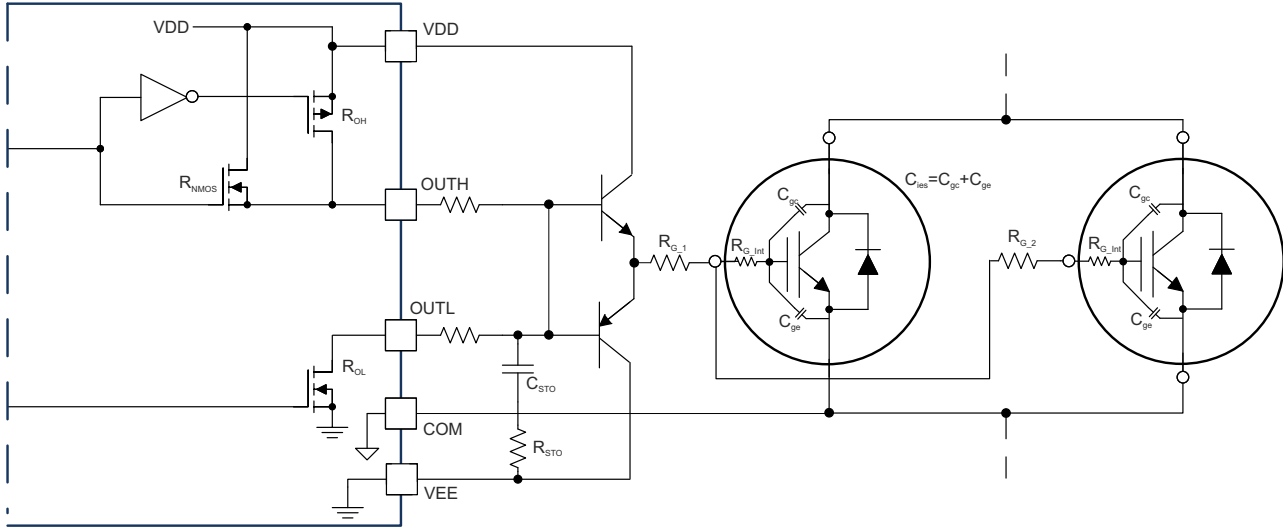 VDD
VDD
R_OH
R_NMOS
OUTH
OUTL
R_OL
C_STO
COM
R_STO
VEE
R_G_1
R_G_Int
C_gc
C_ge
C_ies=C_gc+C_ge
R_G_2
R_G_Int
C_gc
C_ge